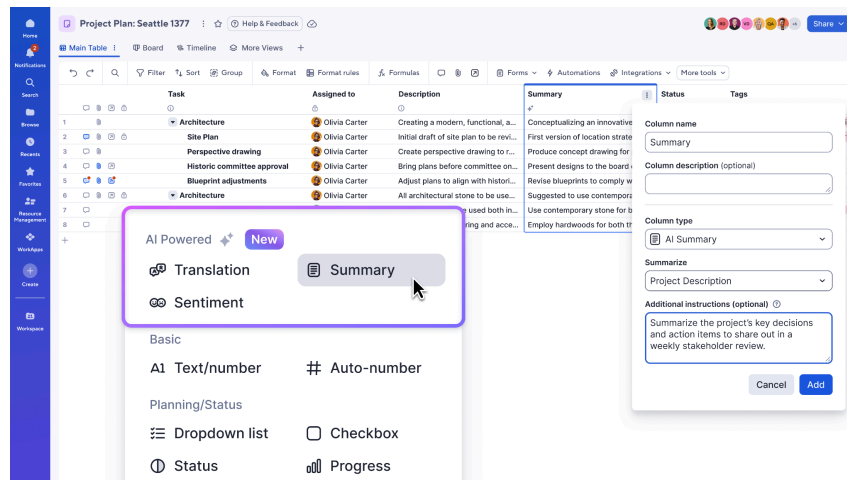 Project Plan: Seattle 1377
Help & Feedback
Share
Home
Notifications
2
Search
Browse
Recents
Favorites
Resource
Management
WorkApps
Create
Workspace
Main Table
Board
Timeline
More Views
Filter
Sort
Group
Format
Format rules
Formulas
Forms
Automations
Integrations
More tools
Task Assigned to Description Summary Status Tags
1 Architecture Olivia Carter Creating a modern, functional, a... Conceptualizing an innovative
2 Site Plan Olivia Carter Initial draft of site plan to be revi... First version of location strate
3 Perspective drawing Olivia Carter Create perspective drawing to r... Produce concept drawing for
4 Historic committee approval Olivia Carter Bring plans before committee on... Present designs to the board
5 Blueprint adjustments Olivia Carter Adjust plans to align with histori... Revise blueprints to comply w
6 Architecture Olivia Carter All architectural stone to be use... Suggested to use contempora
7 used both in... Use contemporary stone for b
8 ring and acce... Employ hardwoods for both th
AI Powered New
Translation
Summary
Sentiment
Basic
Text/number
Auto-number
Planning/Status
Dropdown list
Checkbox
Status
Progress
Column name
Summary
Column description (optional)
Column type
AI Summary
Summarize
Project Description
Additional instructions (optional)
Summarize the project's key decisions
and action items to share out in a
weekly stakeholder review.
Cancel
Add